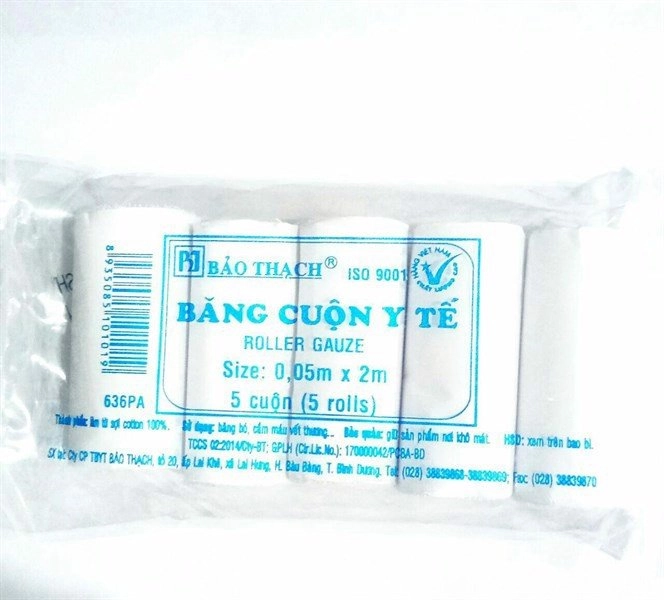 BẢO THẠCH® ISO 9001
HÀNG VIỆT NAM CHẤT LƯỢNG CAO
BĂNG CUỘN Y TẾ
ROLLER GAUZE
Size: 0,05m x 2m
5 cuộn (5 rolls)
8935085101019
636PA
Thành phần: làm từ sợi cotton 100%. Sử dụng: băng bó, cầm máu vết thương... Bảo quản: giữ sản phẩm nơi khô mát. HSD: xem trên bao bì.
TCCS 02:2014/Cty-BT; GPLH (Cir.Lic.No.): 170000042/PCBA-BD
SX tại: Cty CP TBYT BẢO THẠCH, tổ 20, ấp Lai Khê, xã Lai Hưng, H. Bàu Bàng, T. Bình Dương. Tel: (028) 38839868-38839869; Fax: (028) 38839870